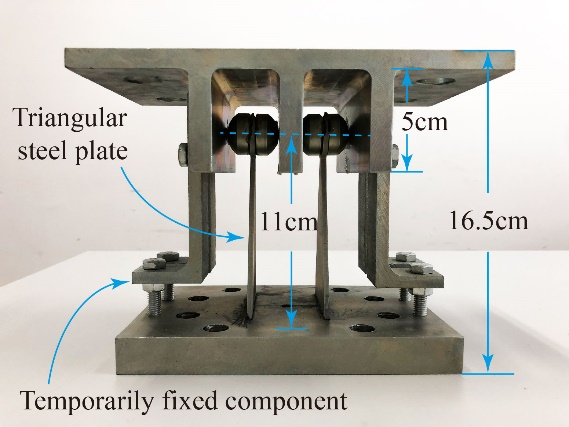 Triangular
steel plate
5cm
11cm
16.5cm
Temporarily fixed component